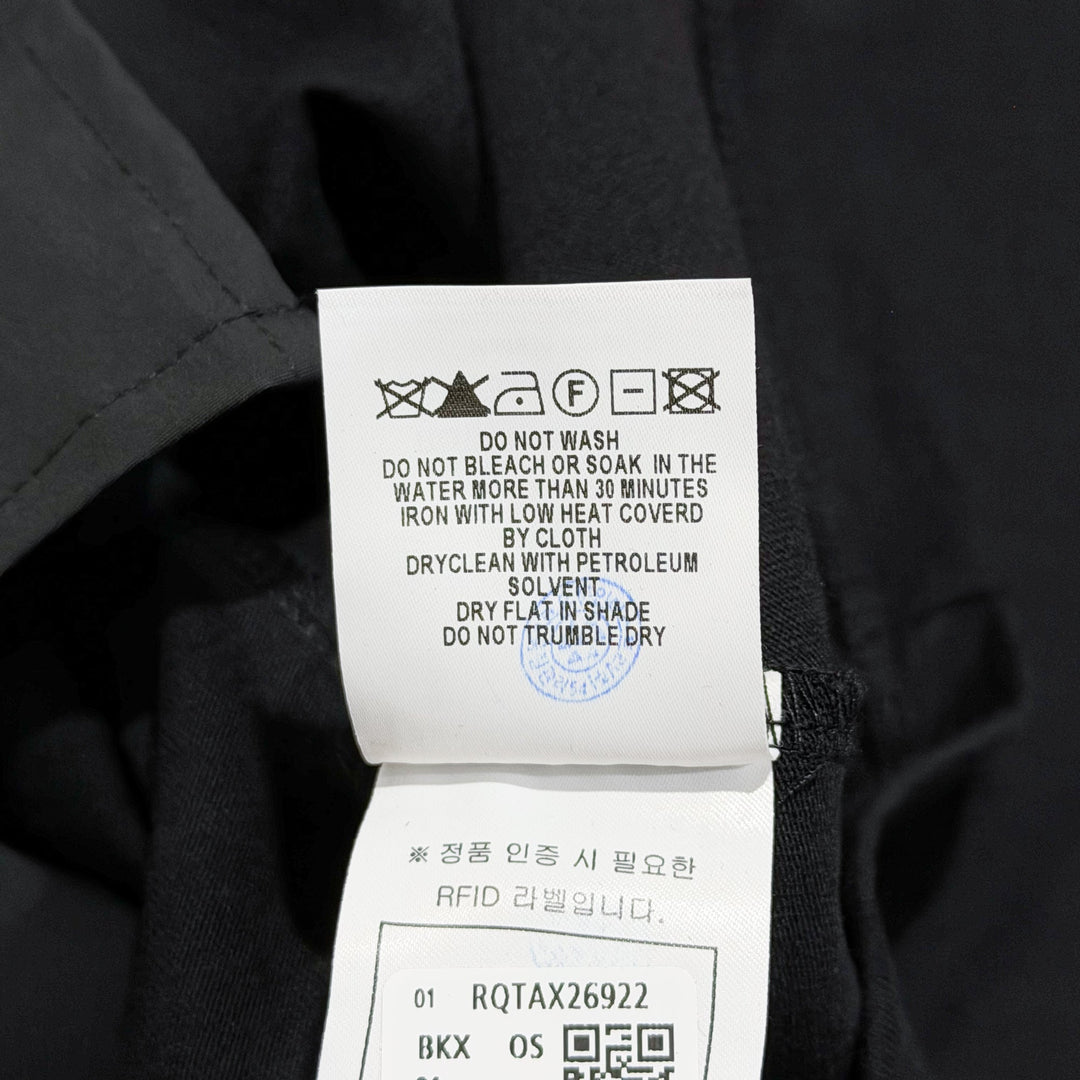 F
DO NOT WASH
DO NOT BLEACH OR SOAK IN THE
WATER MORE THAN 30 MINUTES
IRON WITH LOW HEAT COVERD
BY CLOTH
DRYCLEAN WITH PETROLEUM
SOLVENT
DRY FLAT IN SHADE
DO NOT TRUMBLE DRY
※ 정품 인증 시 필요한
RFID 라벨입니다.
01 RQTAX26922
BKX OS